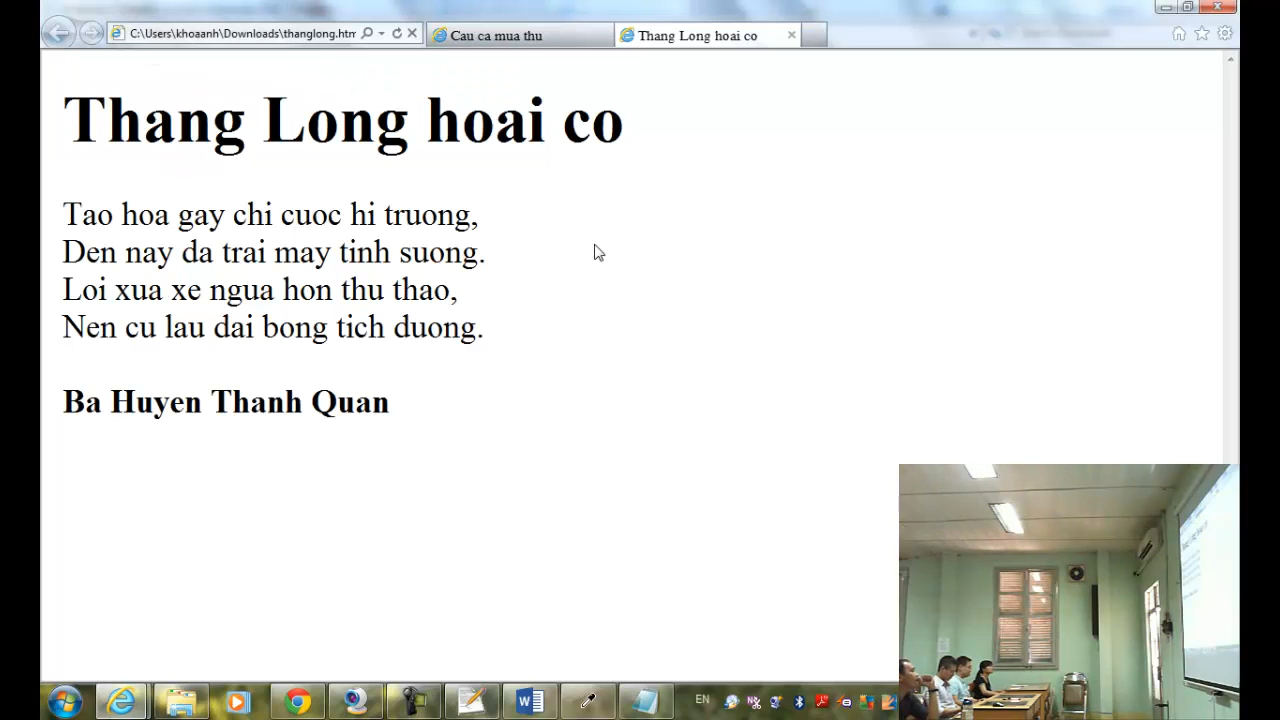 C:\Users\khoaanh\Downloads\thanglong.htm
Cau ca mua thu
Thang Long hoai co
Thang Long hoai co
Tao hoa gay chi cuoc hi truong,
Den nay da trai may tinh suong.
Loi xua xe ngua hon thu thao,
Nen cu lau dai bong tich duong.
Ba Huyen Thanh Quan
EN